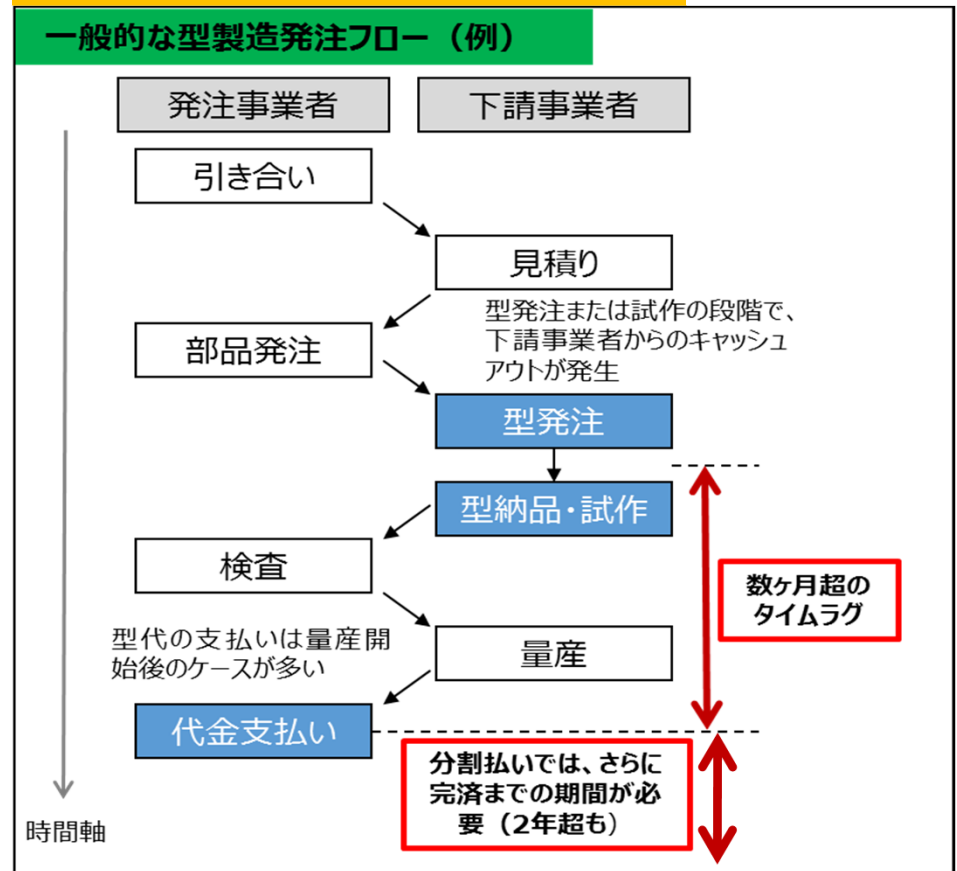 一般的な型製造発注フロー（例）
発注事業者
下請事業者
引き合い
見積り
型発注または試作の段階で、
下請事業者からのキャッシュ
アウトが発生
部品発注
型発注
型納品・試作
検査
数ヶ月超の
タイムラグ
型代の支払いは量産開
始後のケースが多い
量産
代金支払い
分割払いでは、さらに
完済までの期間が必
要（2年超も）
時間軸